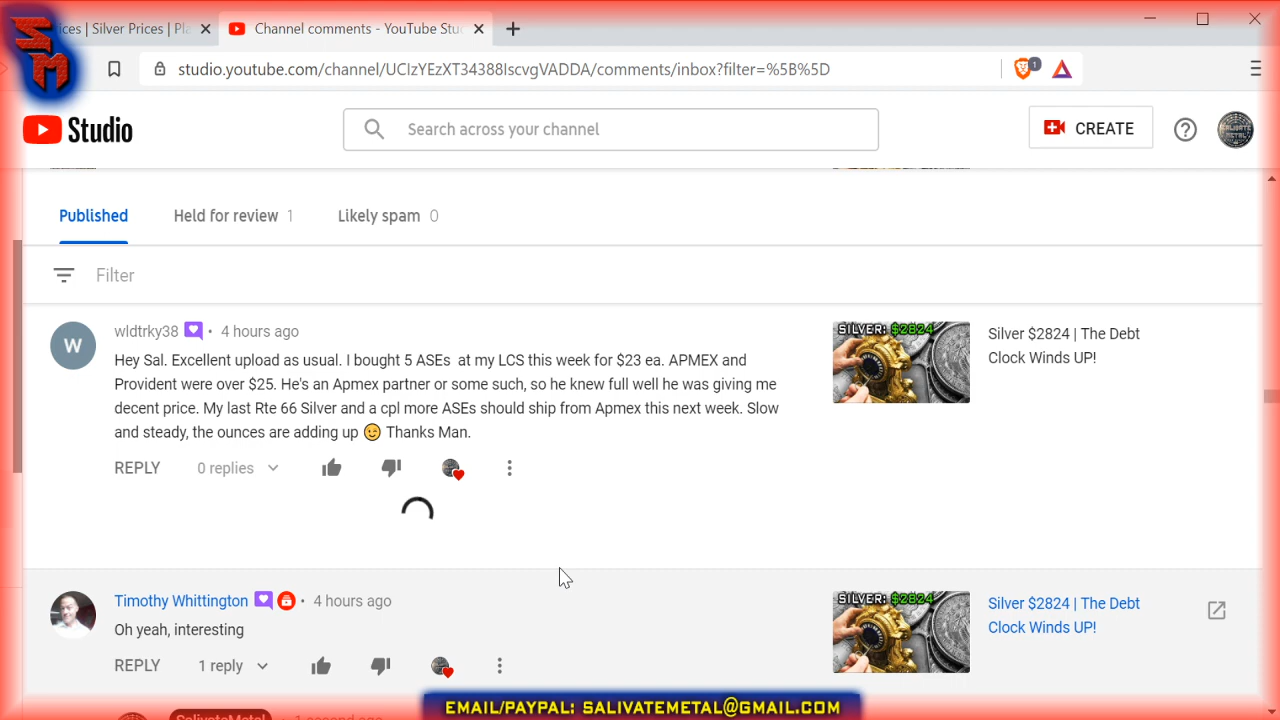 SM
ices | Silver Prices | Pla
Channel comments - YouTube Stu
studio.youtube.com/channel/UCIzYEzXT34388IscvgVADDA/comments/inbox?filter=%5B%5D
1
Studio
Search across your channel
CREATE
Published
Held for review 1
Likely spam 0
Filter
W
wldtrky38 • 4 hours ago
Hey Sal. Excellent upload as usual. I bought 5 ASEs at my LCS this week for $23 ea. APMEX and
Provident were over $25. He's an Apmex partner or some such, so he knew full well he was giving me
decent price. My last Rte 66 Silver and a cpl more ASEs should ship from Apmex this next week. Slow
and steady, the ounces are adding up 😉 Thanks Man.
REPLY 0 replies
SILVER: $2824
Silver $2824 | The Debt
Clock Winds UP!
Timothy Whittington • 4 hours ago
Oh yeah, interesting
REPLY 1 reply
SILVER: $2824
Silver $2824 | The Debt
Clock Winds UP!
SalivateMetal • 1 second ago
EMAIL/PAYPAL: SALIVATEMETAL@GMAIL.COM